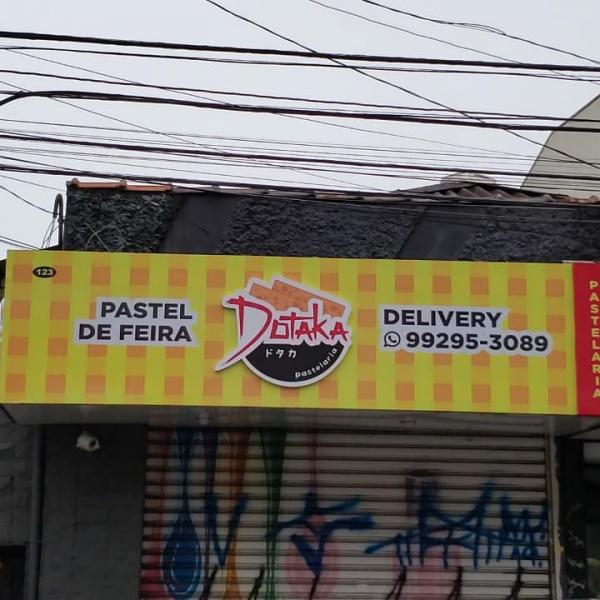 123
PASTEL
DE FEIRA
DOTAKA
ドタカ
pastelaria
DELIVERY
99295-3089
PASTELARIA